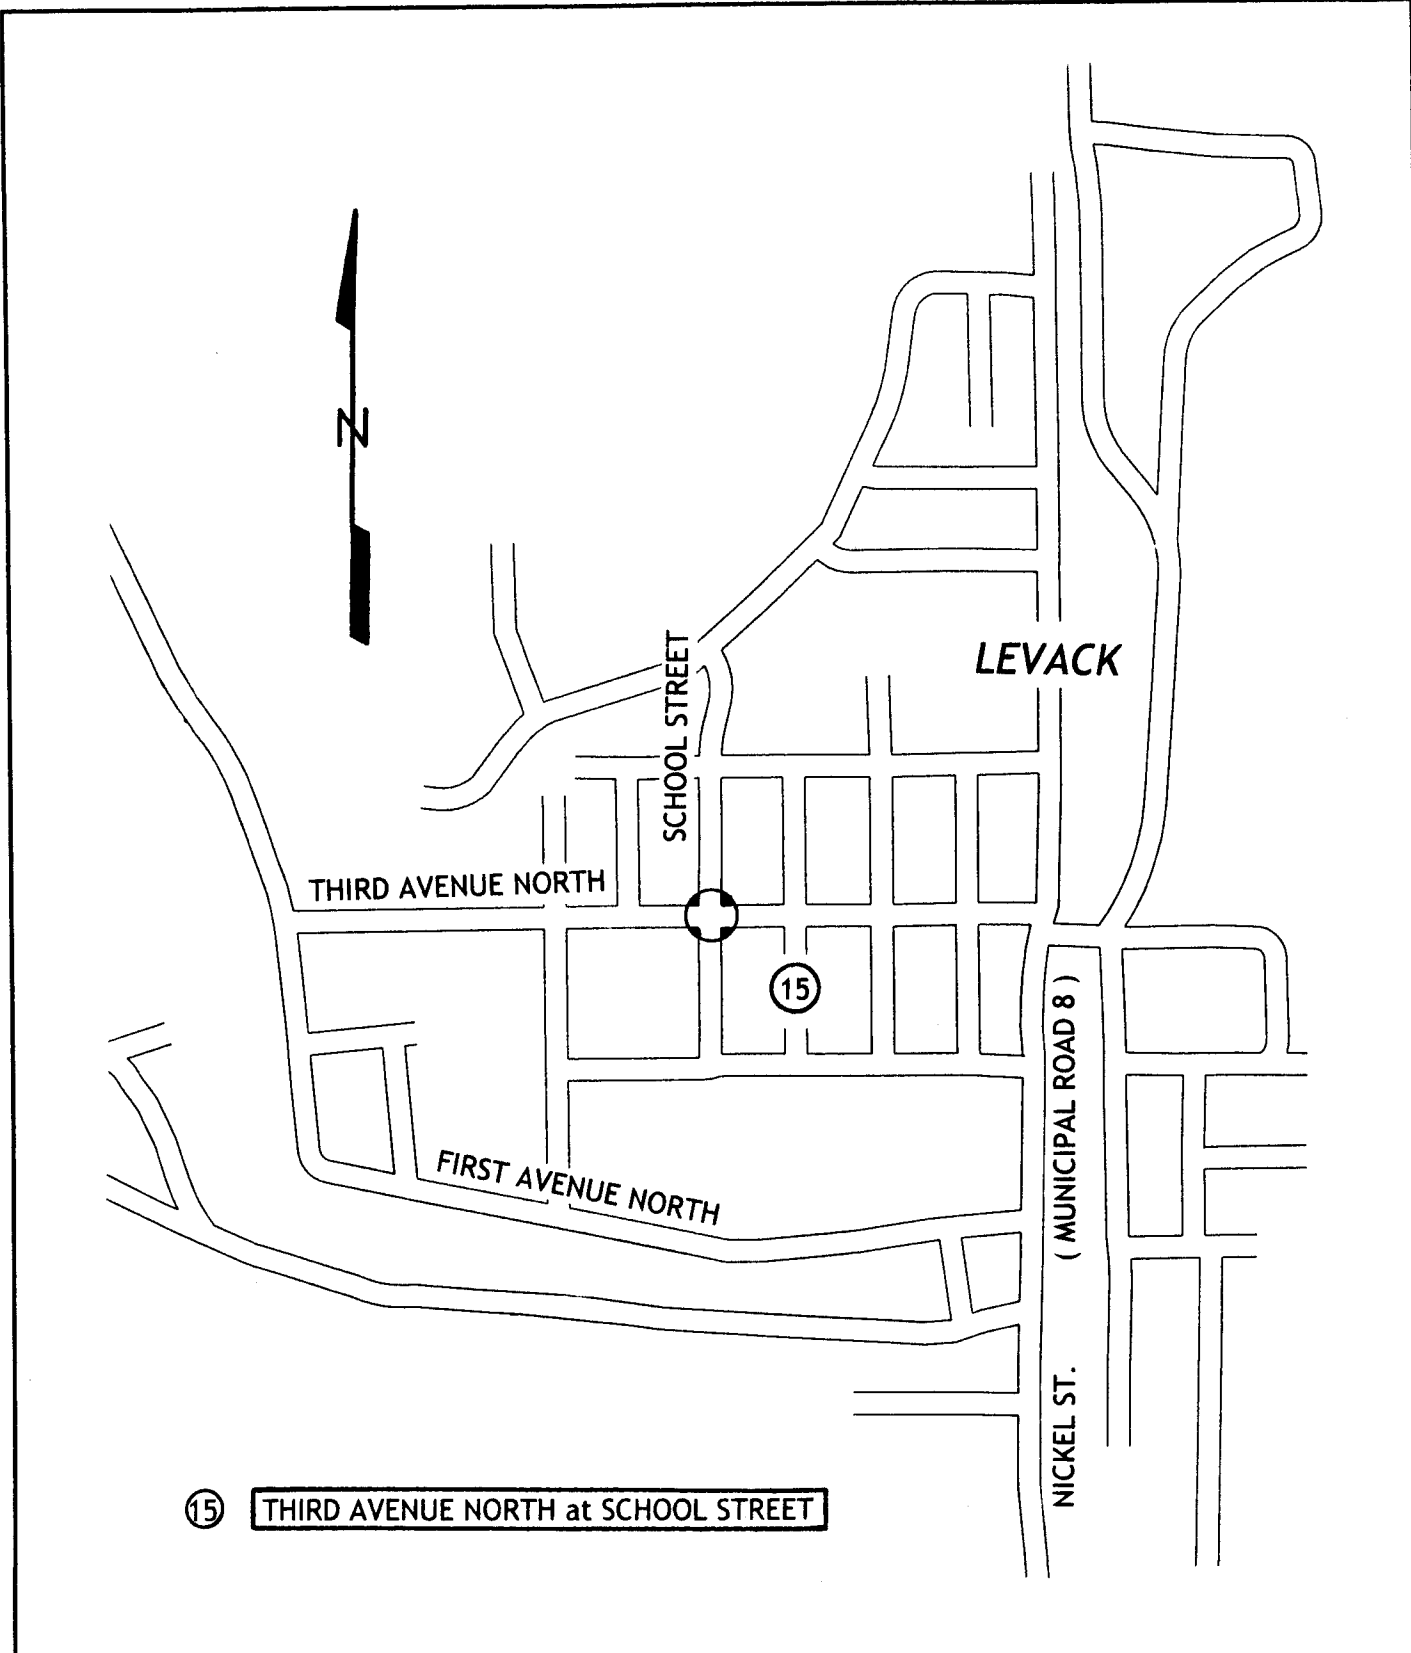 N
LEVACK
SCHOOL STREET
THIRD AVENUE NORTH
15
( MUNICIPAL ROAD 8 )
FIRST AVENUE NORTH
NICKEL ST.
15 THIRD AVENUE NORTH at SCHOOL STREET